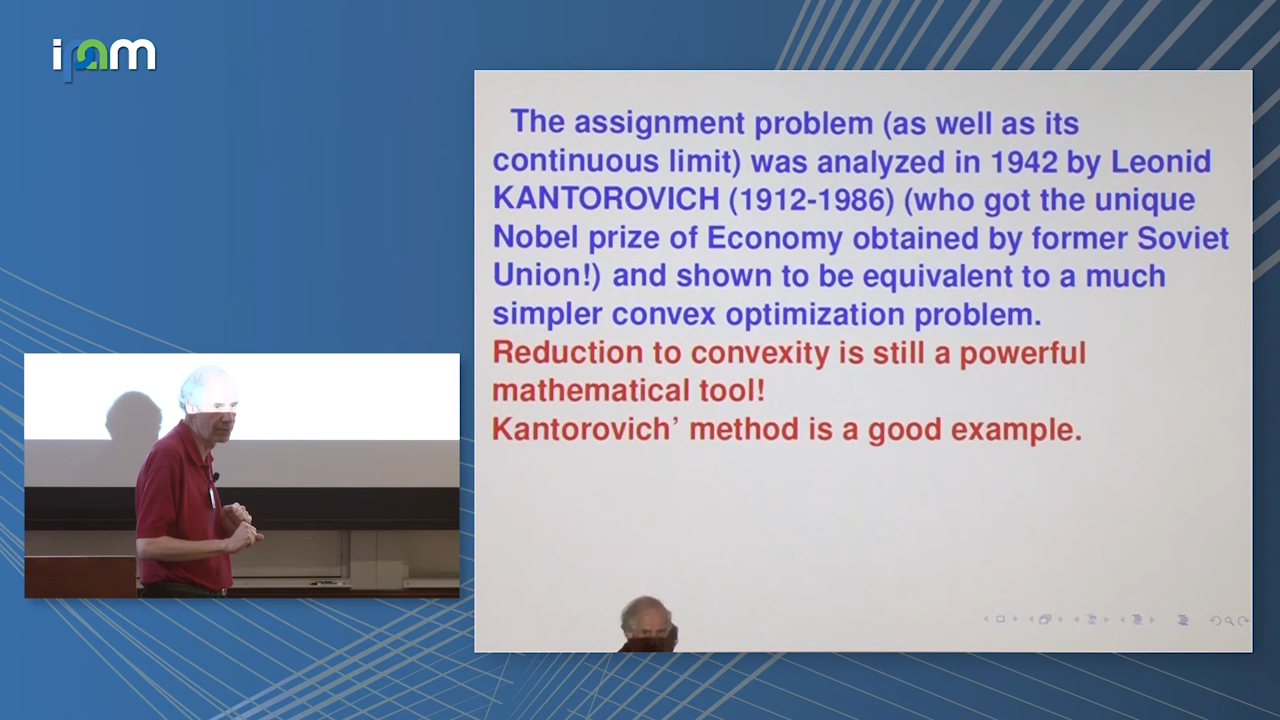 ipam
The assignment problem (as well as its
continuous limit) was analyzed in 1942 by Leonid
KANTOROVICH (1912-1986) (who got the unique
Nobel prize of Economy obtained by former Soviet
Union!) and shown to be equivalent to a much
simpler convex optimization problem.
Reduction to convexity is still a powerful
mathematical tool!
Kantorovich' method is a good example.